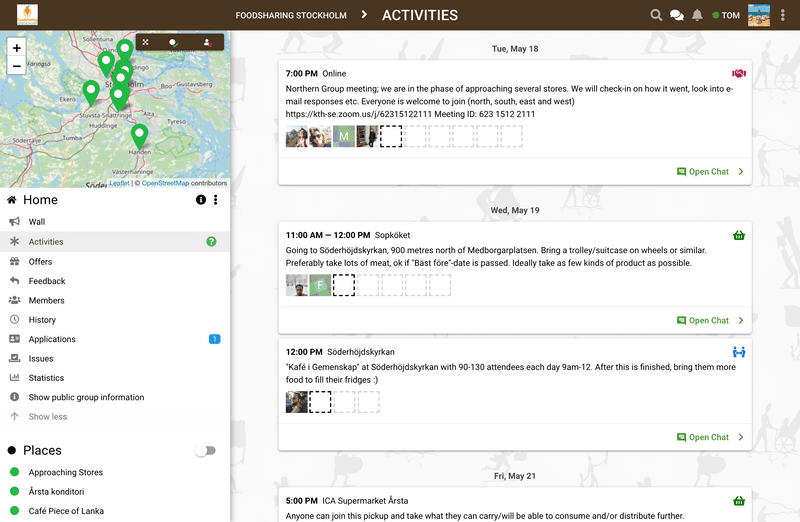 FOODSHARING STOCKHOLM
ACTIVITIES
TOM
+
−
Solna
Färingsö
Ekerö
Boo
Gustavsberg
Stuvsta-Snättringe
Huddinge
Tyresö
Handen
Västerhaninge
Leaflet | © OpenStreetMap contributors
Home
Wall
Activities
?
Offers
Feedback
Members
History
Applications
1
Issues
Statistics
Show public group information
Show less
Places
Approaching Stores
Årsta konditori
Café Piece of Lanka
Tue, May 18
7:00 PM Online
Northern Group meeting; we are in the phase of approaching several stores. We will check-in on how it went, look into e-
mail responses etc. Everyone is welcome to join (north, south, east and west)
https://kth-se.zoom.us/j/62315122111 Meeting ID: 623 1512 2111
M
Open Chat
Wed, May 19
11:00 AM — 12:00 PM Sopköket
Going to Söderhöjdskyrkan, 900 metres north of Medborgarplatsen. Bring a trolley/suitcase on wheels or similar.
Preferably take lots of meat, ok if "Bäst före"-date is passed. Ideally take as few kinds of product as possible.
F
Open Chat
12:00 PM Söderhöjdskyrkan
"Kafé i Gemenskap" at Söderhöjdskyrkan with 90-130 attendees each day 9am-12. After this is finished, bring them more
food to fill their fridges :)
Open Chat
Fri, May 21
5:00 PM ICA Supermarket Årsta
Anyone can join this pickup and take what they can carry/will be able to consume and/or distribute further.